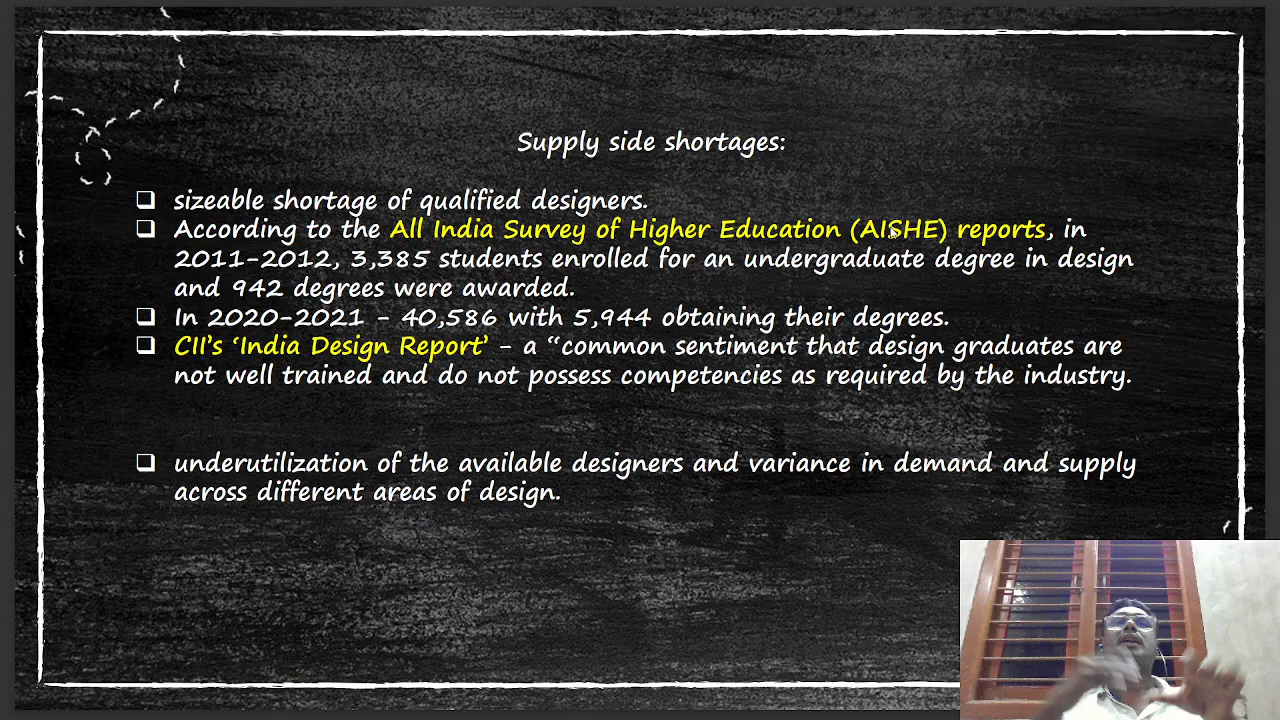 Supply side shortages:
sizeable shortage of qualified designers.
According to the All India Survey of Higher Education (AISHE) reports, in
2011-2012, 3,385 students enrolled for an undergraduate degree in design
and 942 degrees were awarded.
In 2020-2021 - 40,586 with 5,944 obtaining their degrees.
CII's ‘India Design Report’ - a “common sentiment that design graduates are
not well trained and do not possess competencies as required by the industry.
underutilization of the available designers and variance in demand and supply
across different areas of design.